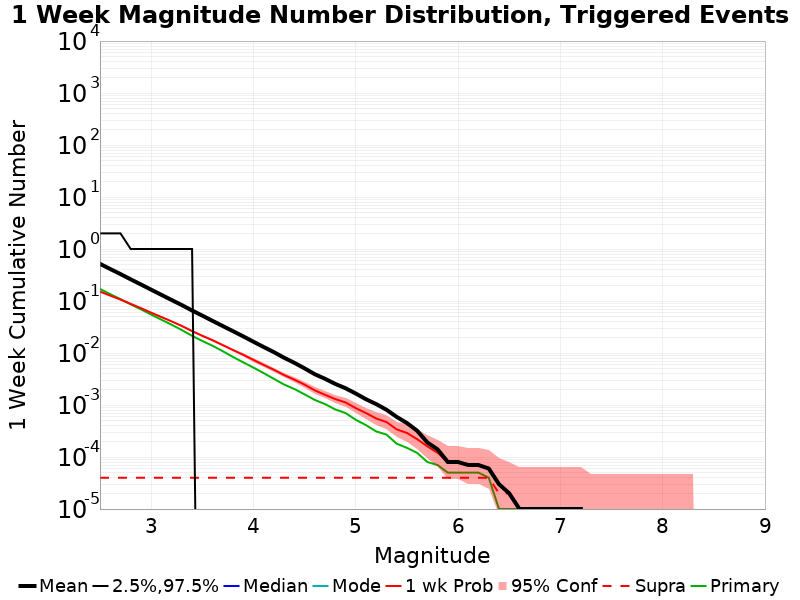 1 Week Magnitude Number Distribution, Triggered Events
1 Week Cumulative Number
10^4
10^3
10^2
10^1
10^0
10^-1
10^-2
10^-3
10^-4
10^-5
3 4 5 6 7 8 9
Magnitude
Mean 2.5%,97.5% Median Mode 1 wk Prob 95% Conf Supra Primary